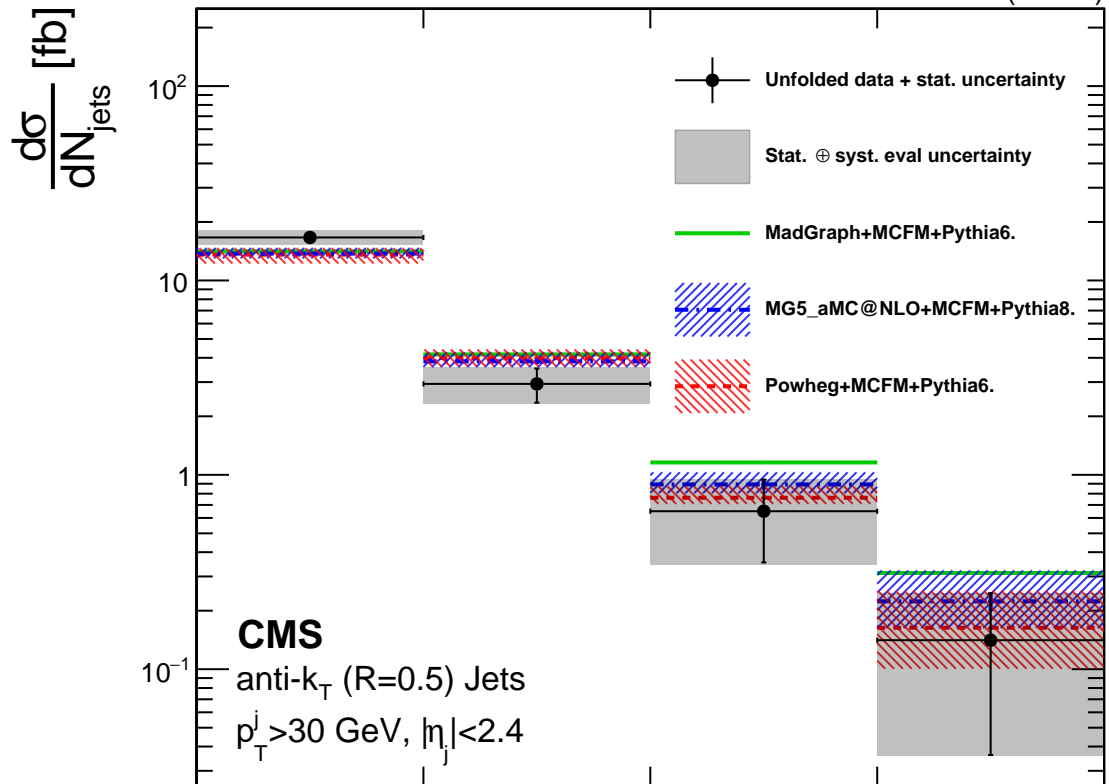 dσ
dN_jets [fb]
10²
10
1
10⁻¹
Unfolded data + stat. uncertainty
Stat. ⊕ syst. eval uncertainty
MadGraph+MCFM+Pythia6.
MG5_aMC@NLO+MCFM+Pythia8.
Powheg+MCFM+Pythia6.
CMS
anti-k_T (R=0.5) Jets
p_T^j>30 GeV, |η_j|<2.4